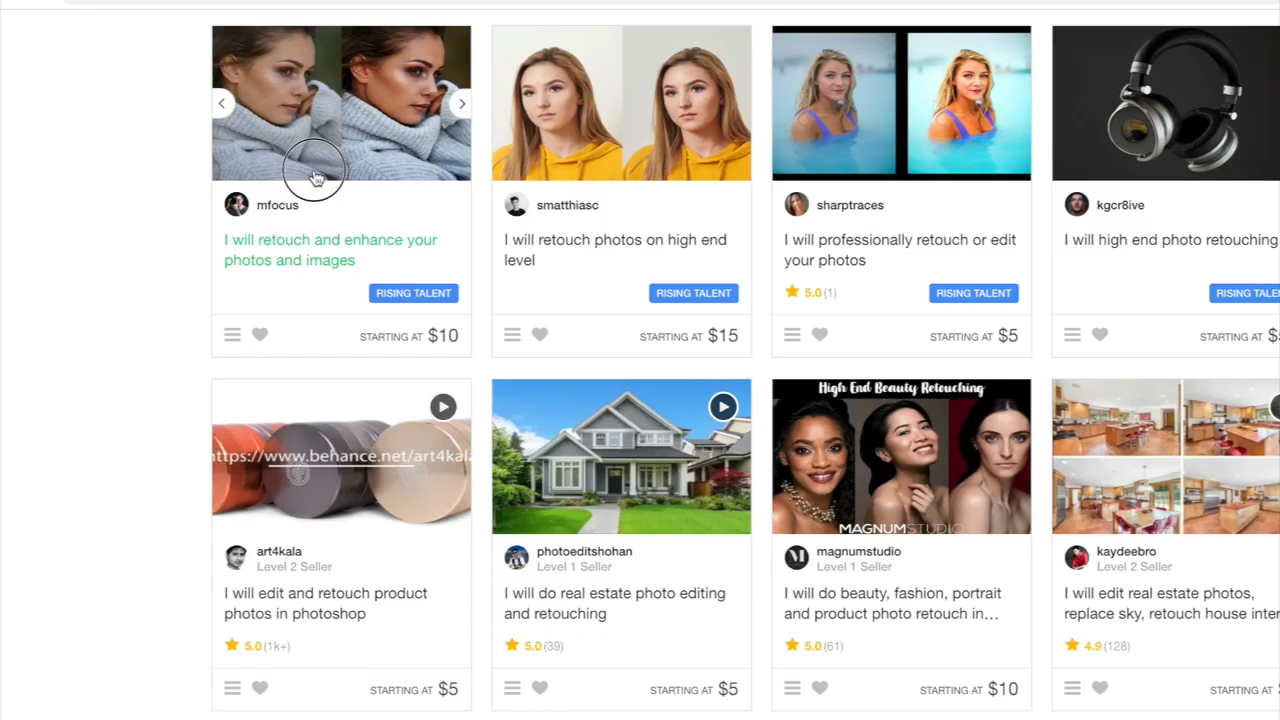 mfocus
I will retouch and enhance your
photos and images
RISING TALENT
STARTING AT $10
smatthiasc
I will retouch photos on high end
level
RISING TALENT
STARTING AT $15
sharptraces
I will professionally retouch or edit
your photos
5.0 (1)
RISING TALENT
STARTING AT $5
kgcr8ive
I will high end photo retouching
RISING
STARTING AT
https://www.behance.net/art4kala
art4kala
Level 2 Seller
I will edit and retouch product
photos in photoshop
5.0 (1k+)
STARTING AT $5
photoeditshohan
Level 1 Seller
I will do real estate photo editing
and retouching
5.0 (39)
STARTING AT $5
High End Beauty Retouching
MAGNUMSTUDIO
M
magnumstudio
Level 1 Seller
I will do beauty, fashion, portrait
and product photo retouch in…
5.0 (61)
STARTING AT $10
kaydeebro
Level 2 Seller
I will edit real estate photos,
replace sky, retouch house
4.9 (128)
STARTING AT